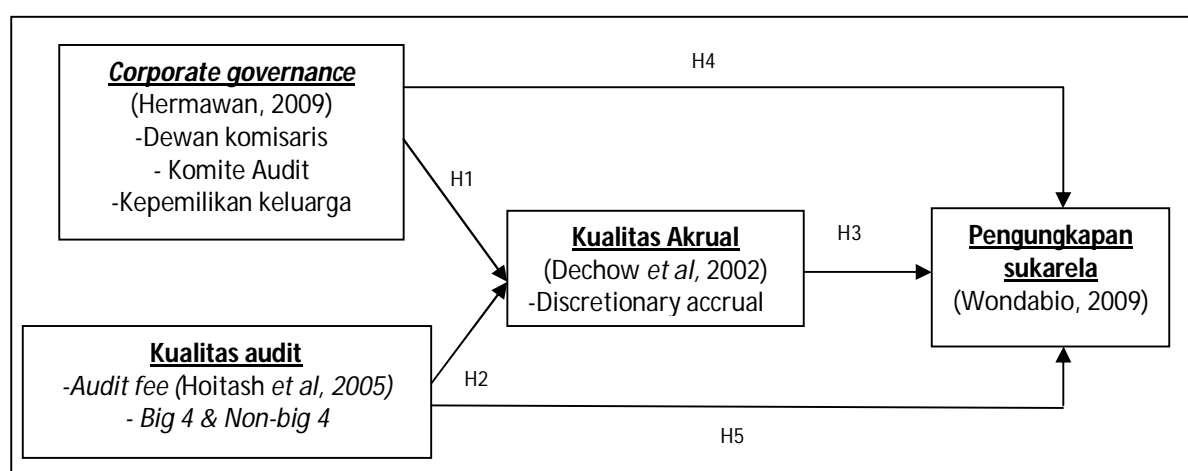 Corporate governance
(Hermawan, 2009)
-Dewan komisaris
- Komite Audit
-Kepemilikan keluarga
H4
H1
Kualitas Akrual
(Dechow et al, 2002)
-Discretionary accrual
H3
Pengungkapan
sukarela
(Wondabio, 2009)
Kualitas audit
-Audit fee (Hoitash et al, 2005)
- Big 4 & Non-big 4
H2
H5